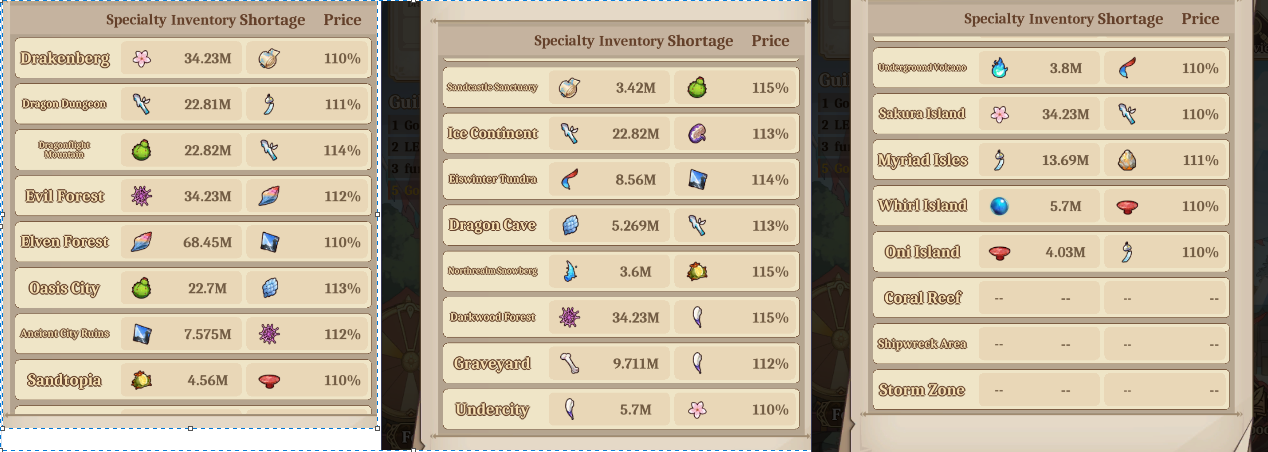 Specialty Inventory Shortage Price
Drakenberg 34.23M 110%
Dragon Dungeon 22.81M 111%
Dragonflight
Mountain 22.82M 114%
Evil Forest 34.23M 112%
Elven Forest 68.45M 110%
Oasis City 22.7M 113%
Ancient City Ruins 7.575M 112%
Sandtopia 4.56M 110%
Specialty Inventory Shortage Price
Sandcastle Sanctuary 3.42M 115%
Ice Continent 22.82M 113%
Eiswinter Tundra 8.56M 114%
Dragon Cave 5.269M 113%
Northrealm Snowberg 3.6M 115%
Darkwood Forest 34.23M 115%
Graveyard 9.711M 112%
Undercity 5.7M 110%
Specialty Inventory Shortage Price
Underground Volcano 3.8M 110%
Sakura Island 34.23M 110%
Myriad Isles 13.69M 111%
Whirl Island 5.7M 110%
Oni Island 4.03M 110%
Coral Reef -- -- -- --
Shipwreck Area -- -- -- --
Storm Zone -- -- -- --